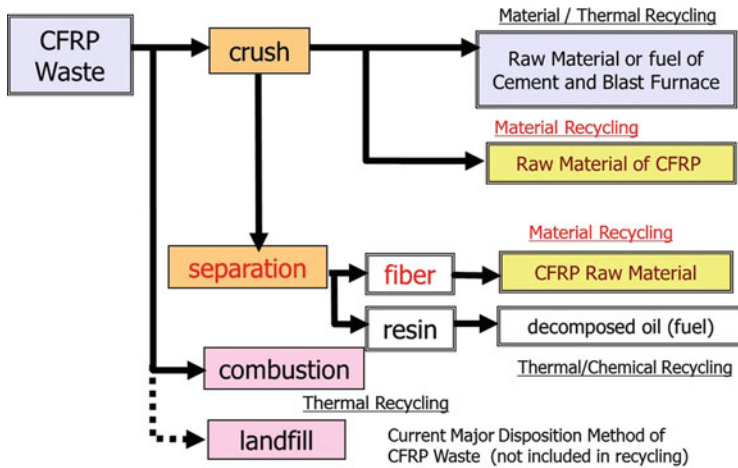 Material / Thermal Recycling
CFRP
Waste
crush
Raw Material or fuel of
Cement and Blast Furnace
Material Recycling
Raw Material of CFRP
Material Recycling
separation
fiber
CFRP Raw Material
resin
decomposed oil (fuel)
Thermal/Chemical Recycling
combustion
Thermal Recycling
landfill
Current Major Disposition Method of
CFRP Waste (not included in recycling)